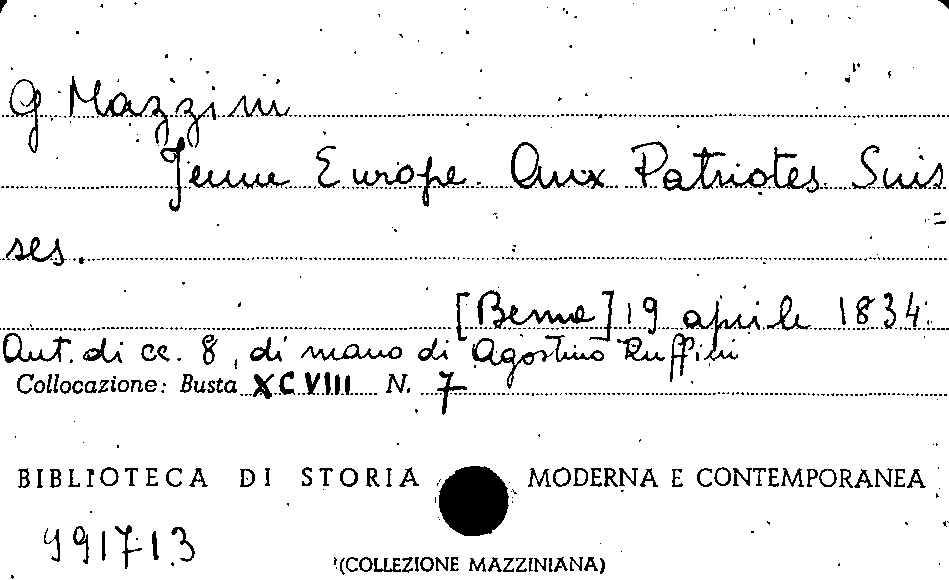 G Mazzini
Jeune Europe. Aux Patriotes Suis
=
ses.
[Berna] 19 aprile 1834.
Aut. di cc. 8, di mano di Agostino Ruffini
Collocazione: Busta XCVIII N. 7
BIBLIOTECA DI STORIA MODERNA E CONTEMPORANEA
991713
(COLLEZIONE MAZZINIANA)